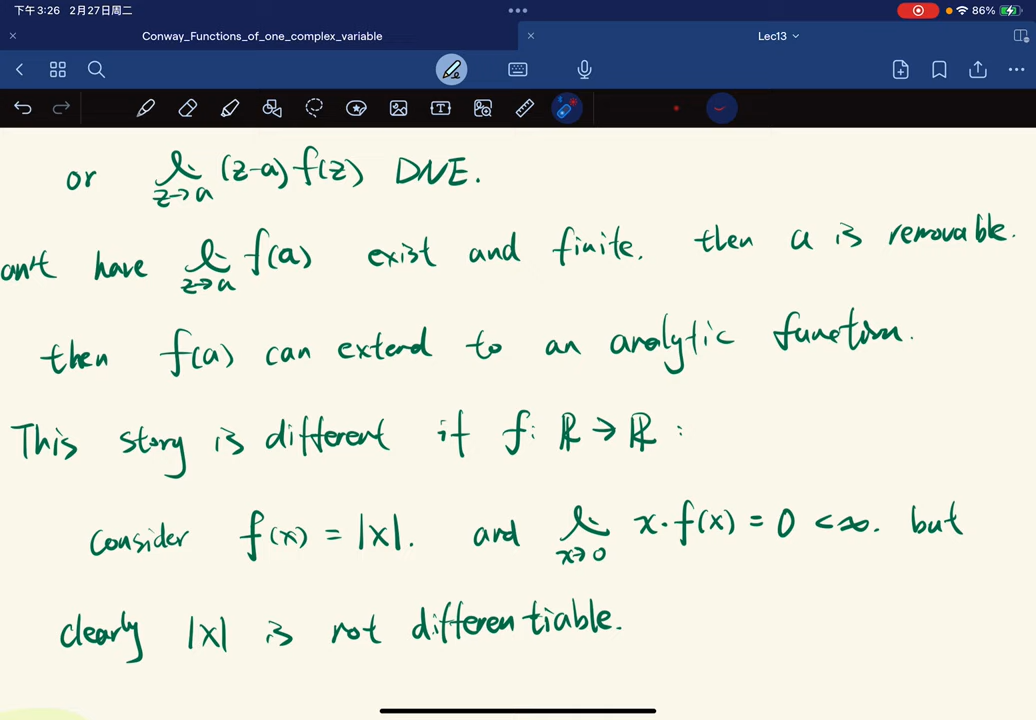 下午3:26 2月27日周二
86%
Conway_Functions_of_one_complex_variable
Lec13
or lim z→a (z-a) f(z) DNE.
an't have lim z→a f(a) exist and finite. then a is removable.
then f(a) can extend to an analytic function.
This story is different if f: ℝ → ℝ :
consider f(x) = |x|. and lim x→0 x·f(x) = 0 <∞. but
clearly |x| is not differentiable.